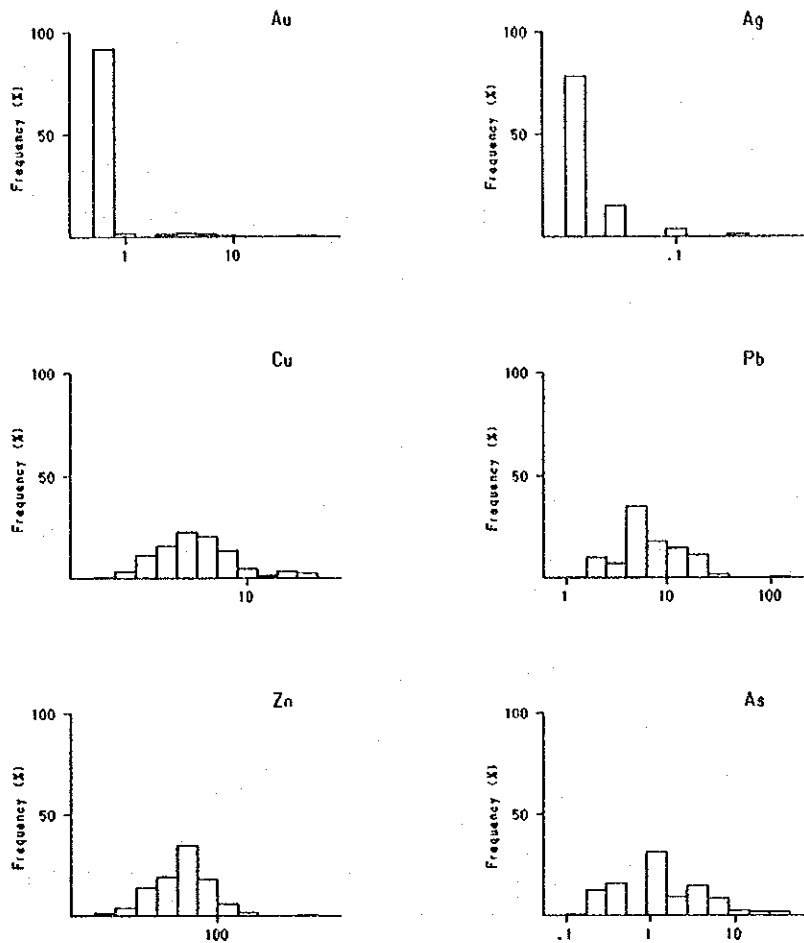 Au
100
50
Frequency (%)
1 10
Ag
100
50
Frequency (%)
.1
Cu
100
50
Frequency (%)
10
Pb
100
50
Frequency (%)
1 10 100
Zn
100
50
Frequency (%)
100
As
100
50
Frequency (%)
.1 1 10